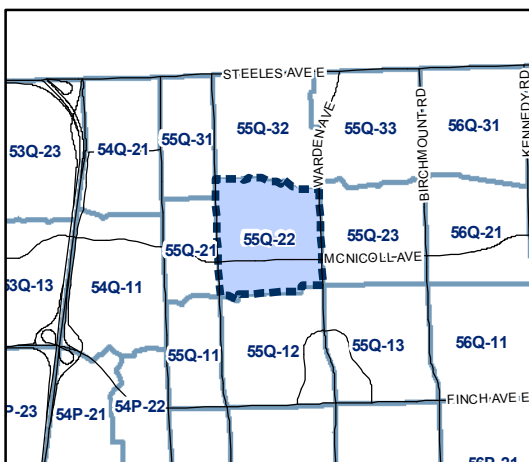 STEELES AVE E
KENNEDY RD
WARDEN AVE
BIRCHMOUNT RD
53Q-23
54Q-21
55Q-31
55Q-32
55Q-33
56Q-31
55Q-21
55Q-22
55Q-23
56Q-21
MCNICOLL AVE
3Q-13
54Q-11
55Q-11
55Q-12
55Q-13
56Q-11
FINCH AVE E
P-23
54P-21
54P-22